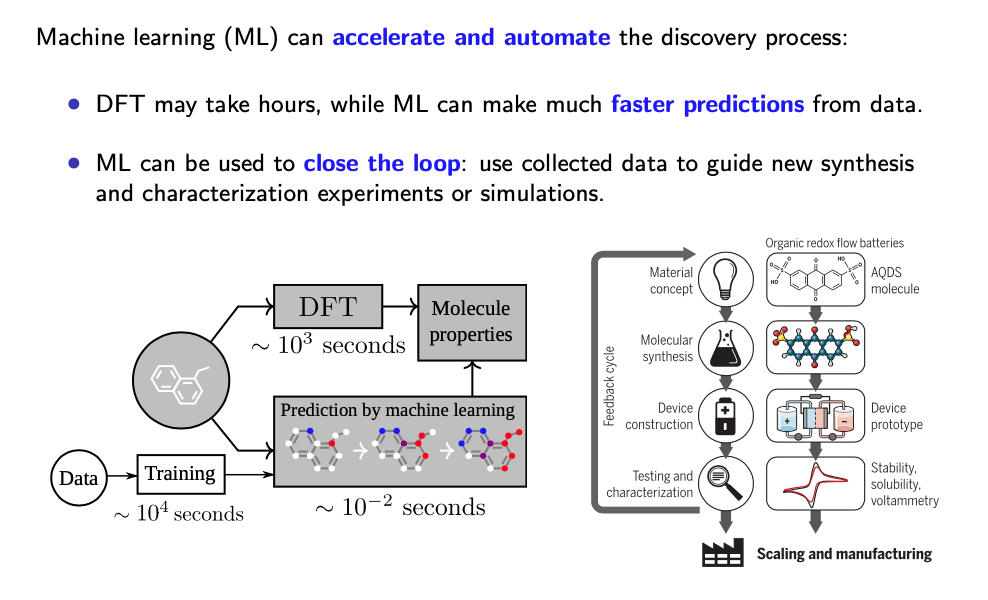 Machine learning (ML) can accelerate and automate the discovery process:
• DFT may take hours, while ML can make much faster predictions from data.
• ML can be used to close the loop: use collected data to guide new synthesis
and characterization experiments or simulations.
DFT
∼ 10³ seconds
Molecule
properties
Prediction by machine learning
∼ 10⁻² seconds
Data
Training
∼ 10⁴ seconds
Organic redox flow batteries
Feedback cycle
Material
concept
HO
O
S
O
O
O
HO
O
S
O
AQDS
molecule
Molecular
synthesis
Device
construction
+
−
+
−
Device
prototype
Testing and
characterization
Stability,
solubility,
voltammetry
Scaling and manufacturing